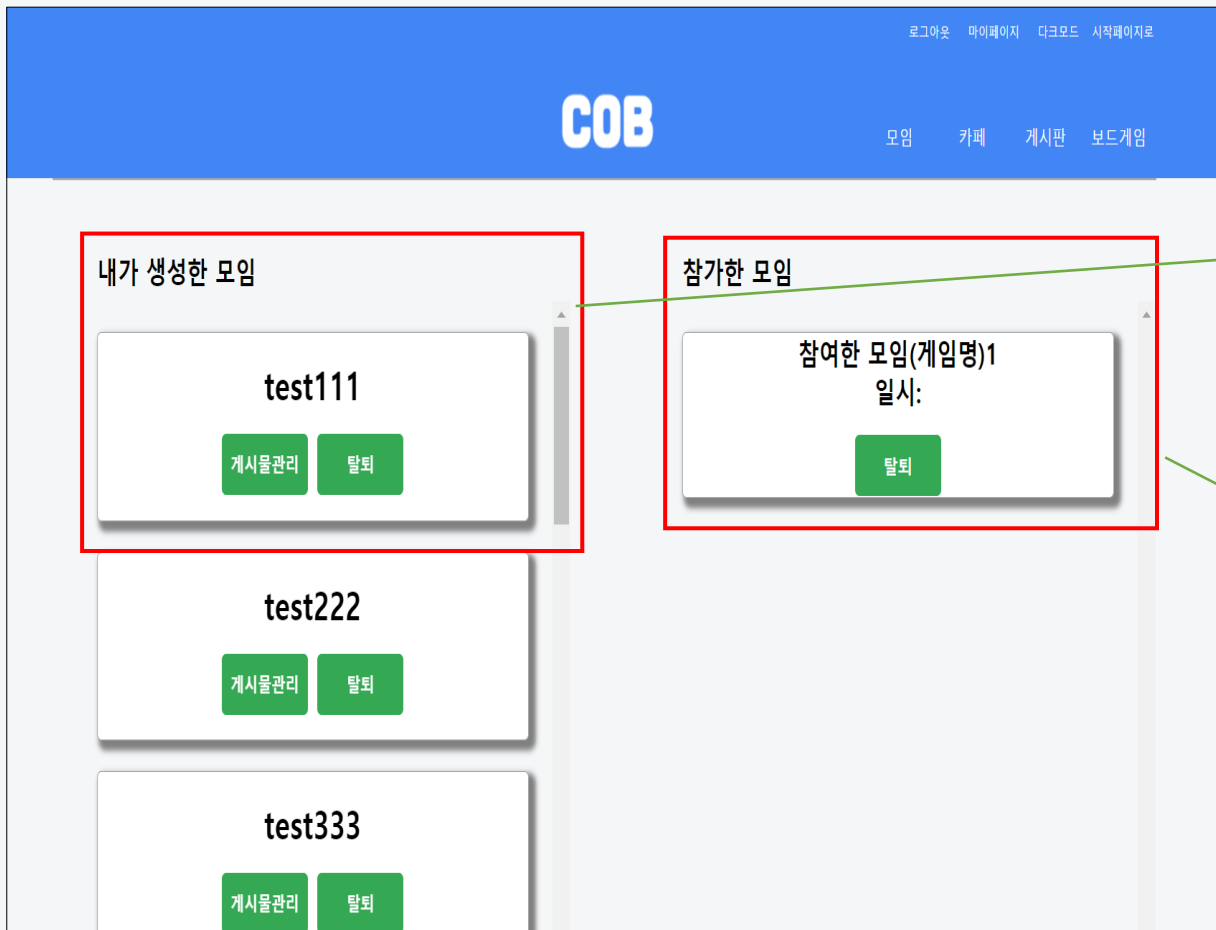 로그아웃 마이페이지 다크모드 시작페이지로
COB
모임 카페 게시판 보드게임
내가 생성한 모임
test111
게시물관리 탈퇴
test222
게시물관리 탈퇴
test333
게시물관리 탈퇴
참가한 모임
참여한 모임(게임명)1
일시:
탈퇴